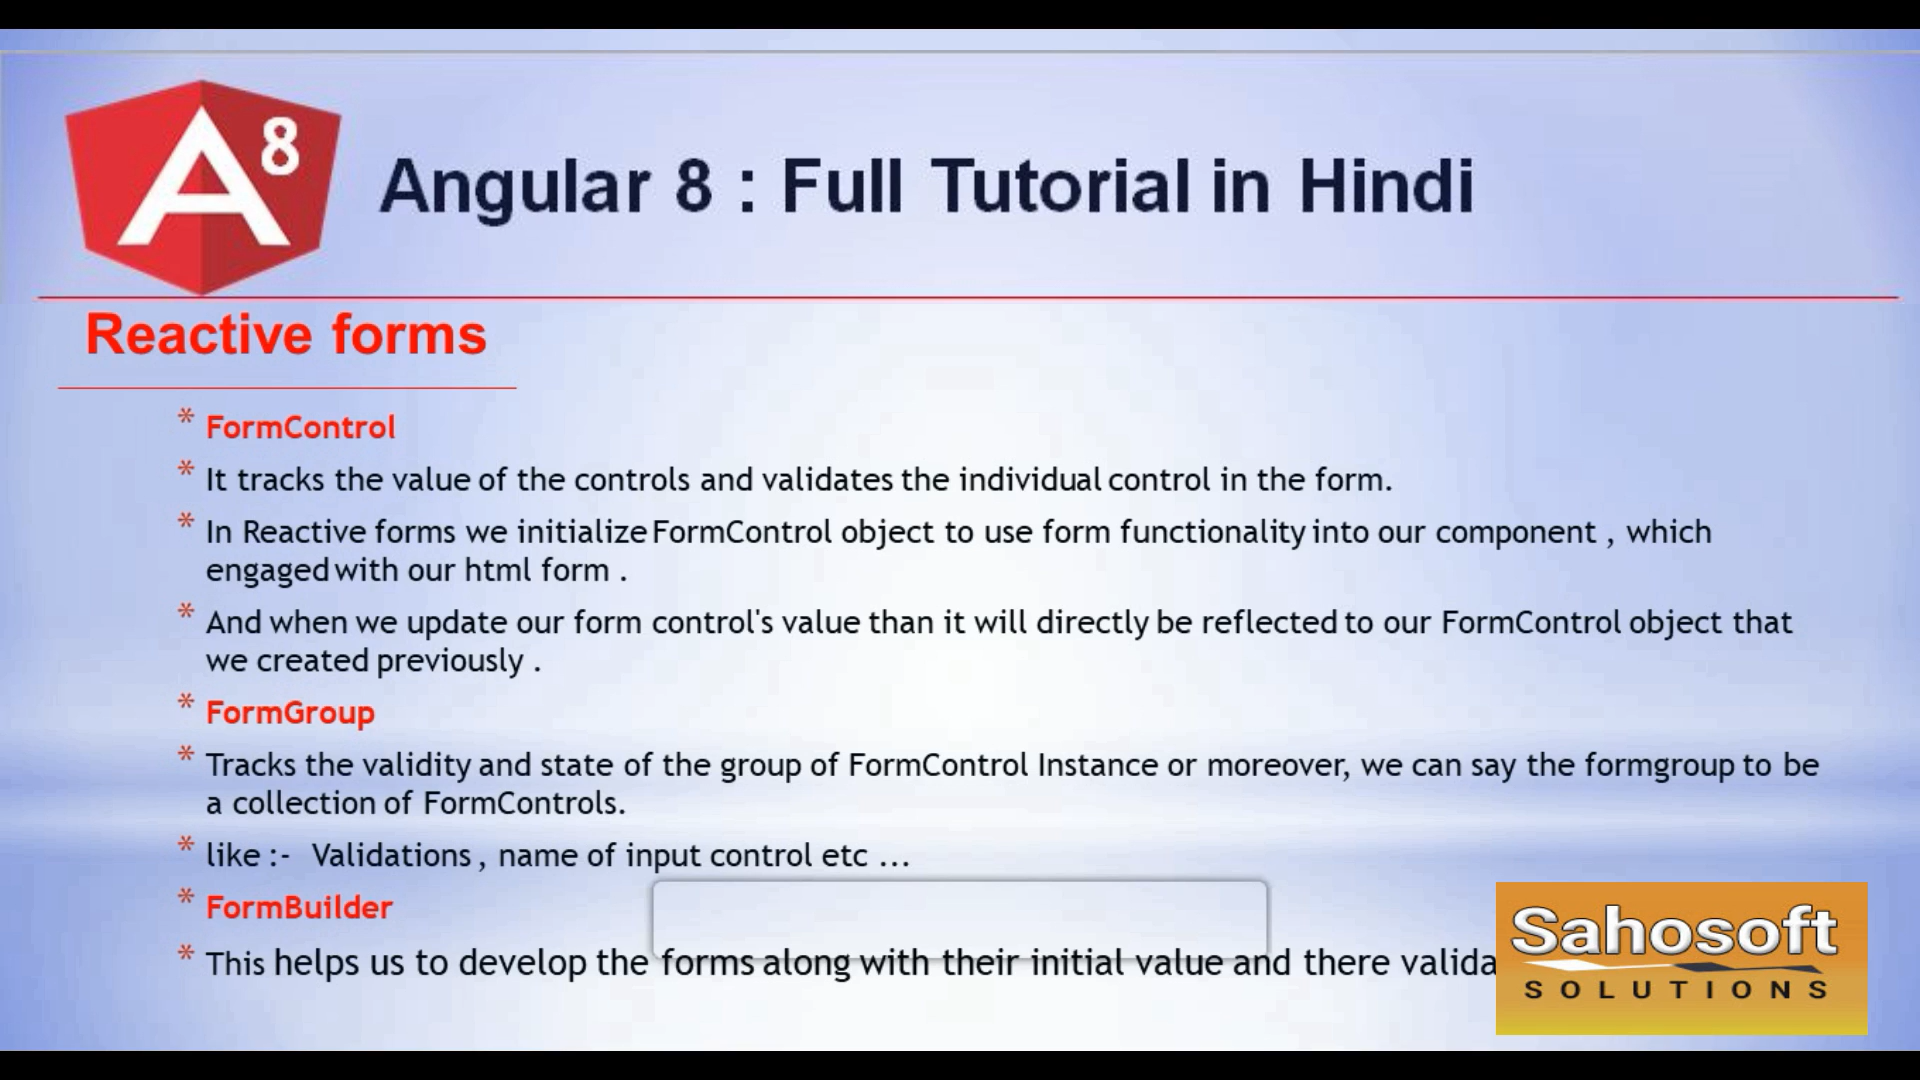 A8
Angular 8 : Full Tutorial in Hindi
Reactive forms
* FormControl
* It tracks the value of the controls and validates the individual control in the form.
* In Reactive forms we initialize FormControl object to use form functionality into our component , which
engaged with our html form .
* And when we update our form control's value than it will directly be reflected to our FormControl object that
we created previously .
* FormGroup
* Tracks the validity and state of the group of FormControl Instance or moreover, we can say the formgroup to be
a collection of FormControls.
* like :- Validations , name of input control etc ...
* FormBuilder
* This helps us to develop the forms along with their initial value and there
Sahosoft
SOLUTIONS